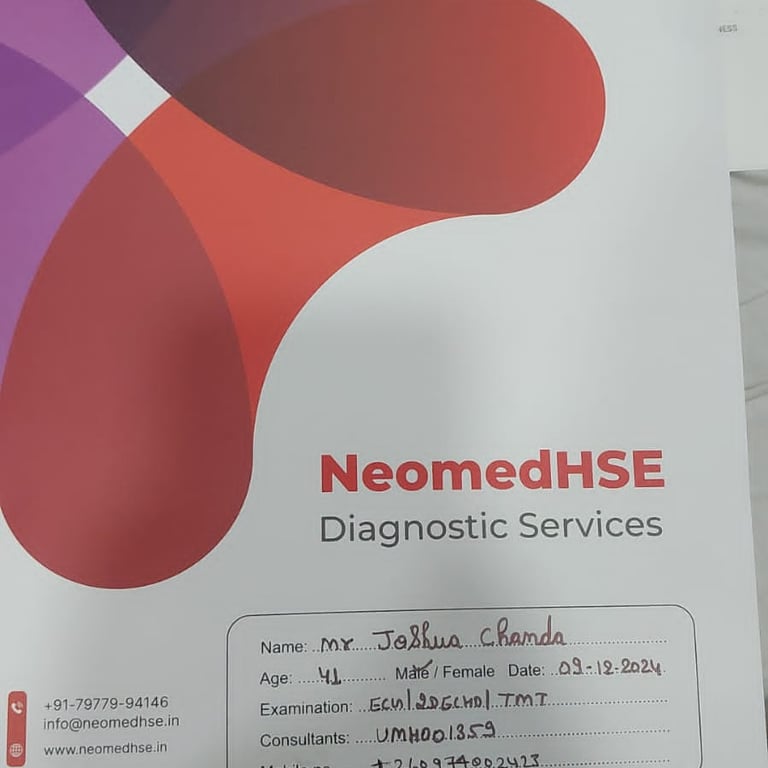 NeomedHSE
Diagnostic Services
Name: Mr Joshua Chanda
Age: 41 Male / Female Date: 09-12-2024
Examination: ECG/2DECHO/TMT
Consultants: UMH001359
+91-79779-94146
info@neomedhse.in
www.neomedhse.in